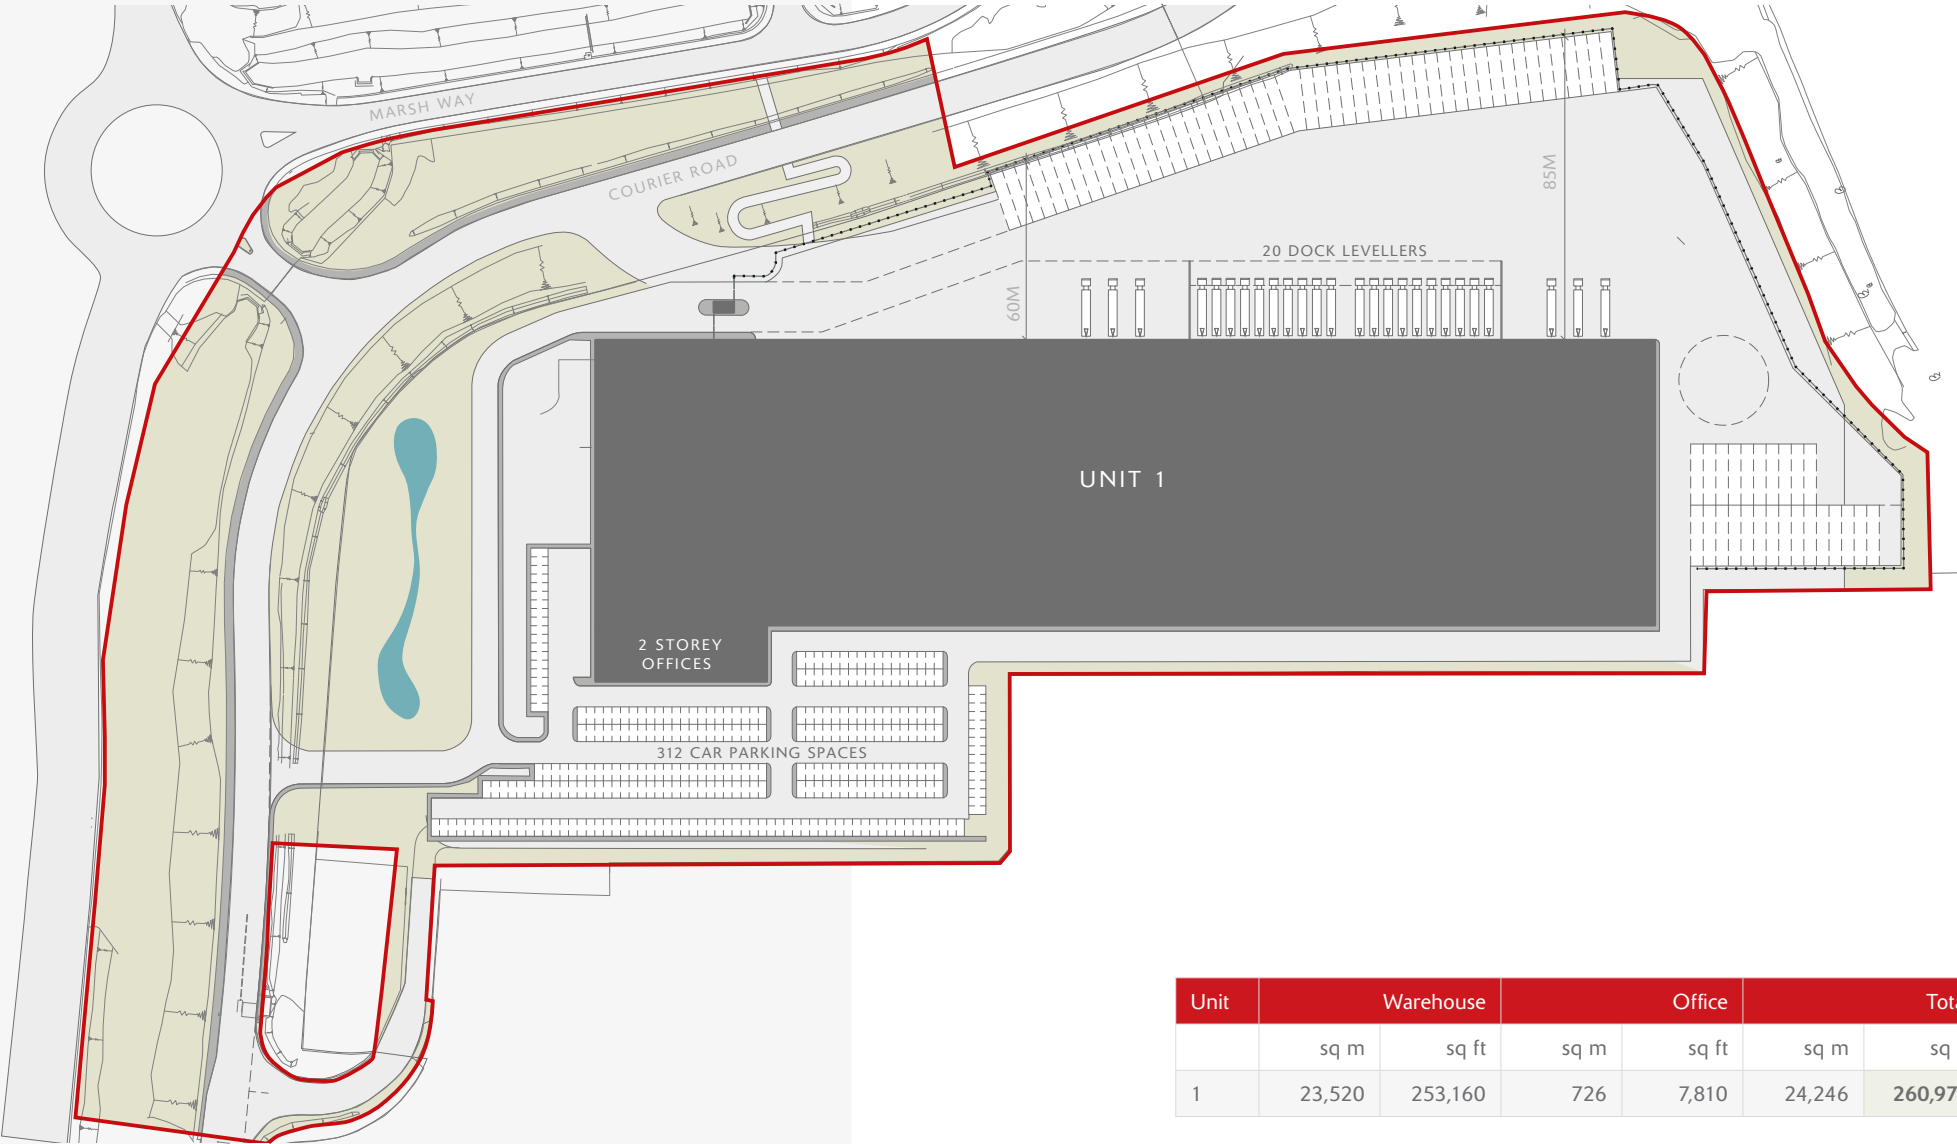 MARSH WAY
COURIER ROAD
85M
20 DOCK LEVELLERS
60M
UNIT 1
2 STOREY
OFFICES
312 CAR PARKING SPACES
Unit Warehouse Office
sq m sq ft sq m sq ft sq m sq
1 23,520 253,160 726 7,810 24,246